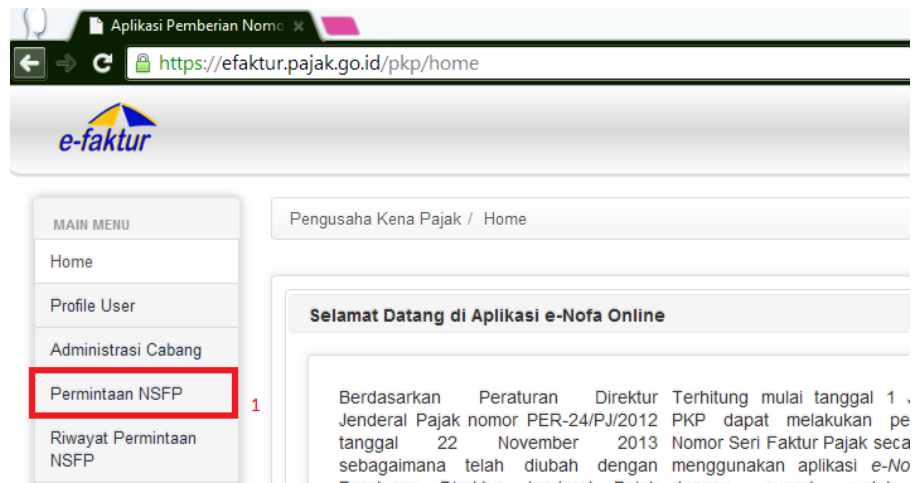 Aplikasi Pemberian Nomo
https://efaktur.pajak.go.id/pkp/home
e-faktur
MAIN MENU
Home
Profile User
Administrasi Cabang
Permintaan NSFP
1
Riwayat Permintaan
NSFP
Pengusaha Kena Pajak / Home
Selamat Datang di Aplikasi e-Nofa Online
Berdasarkan Peraturan Direktur
Jenderal Pajak nomor PER-24/PJ/2012
tanggal 22 November 2013
sebagaimana telah diubah dengan
Terhitung mulai tanggal 1 J
PKP dapat melakukan pe
Nomor Seri Faktur Pajak seca
menggunakan aplikasi e-No